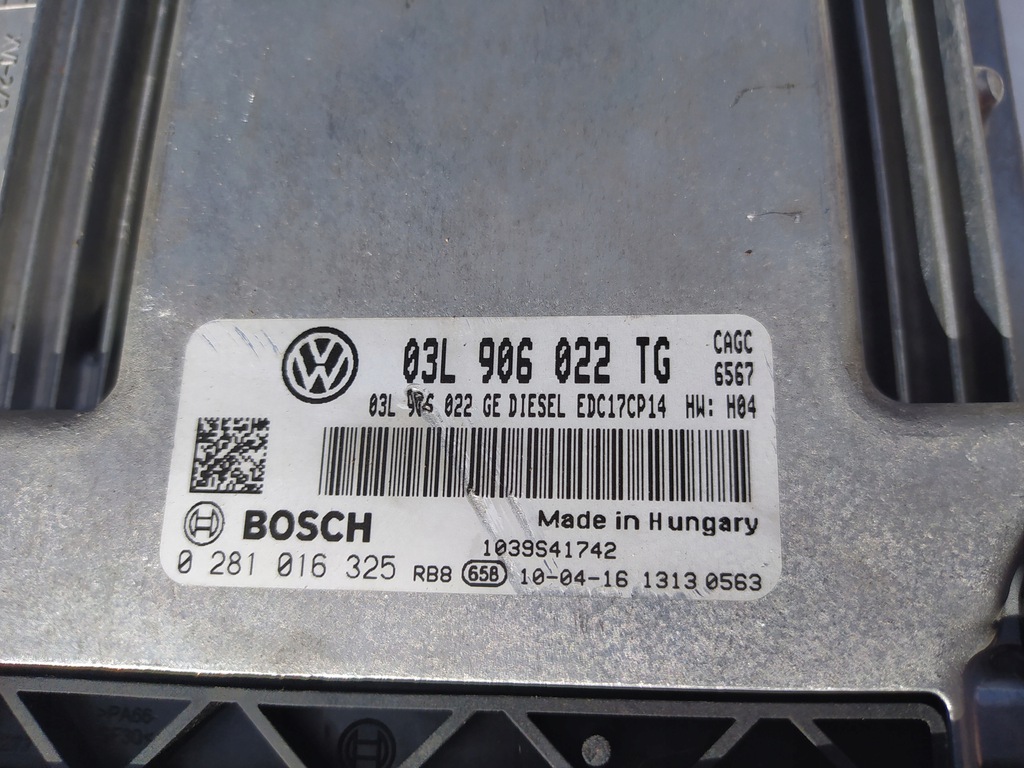 03L 906 022 TG
CAGC
6567
03L 906 022 GE DIESEL EDC17CP14 HW: H04
BOSCH
Made in Hungary
1039S41742
0 281 016 325
RB8 658 10-04-16 1313 0563
>PA66